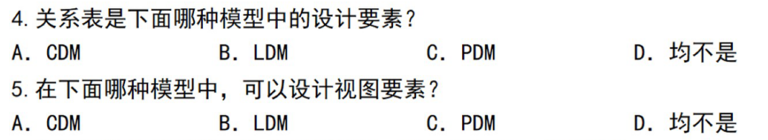 4. 关系表是下面哪种模型中的设计要素?
A. CDM B. LDM C. PDM D. 均不是
5. 在下面哪种模型中，可以设计视图要素?
A. CDM B. LDM C. PDM D. 均不是